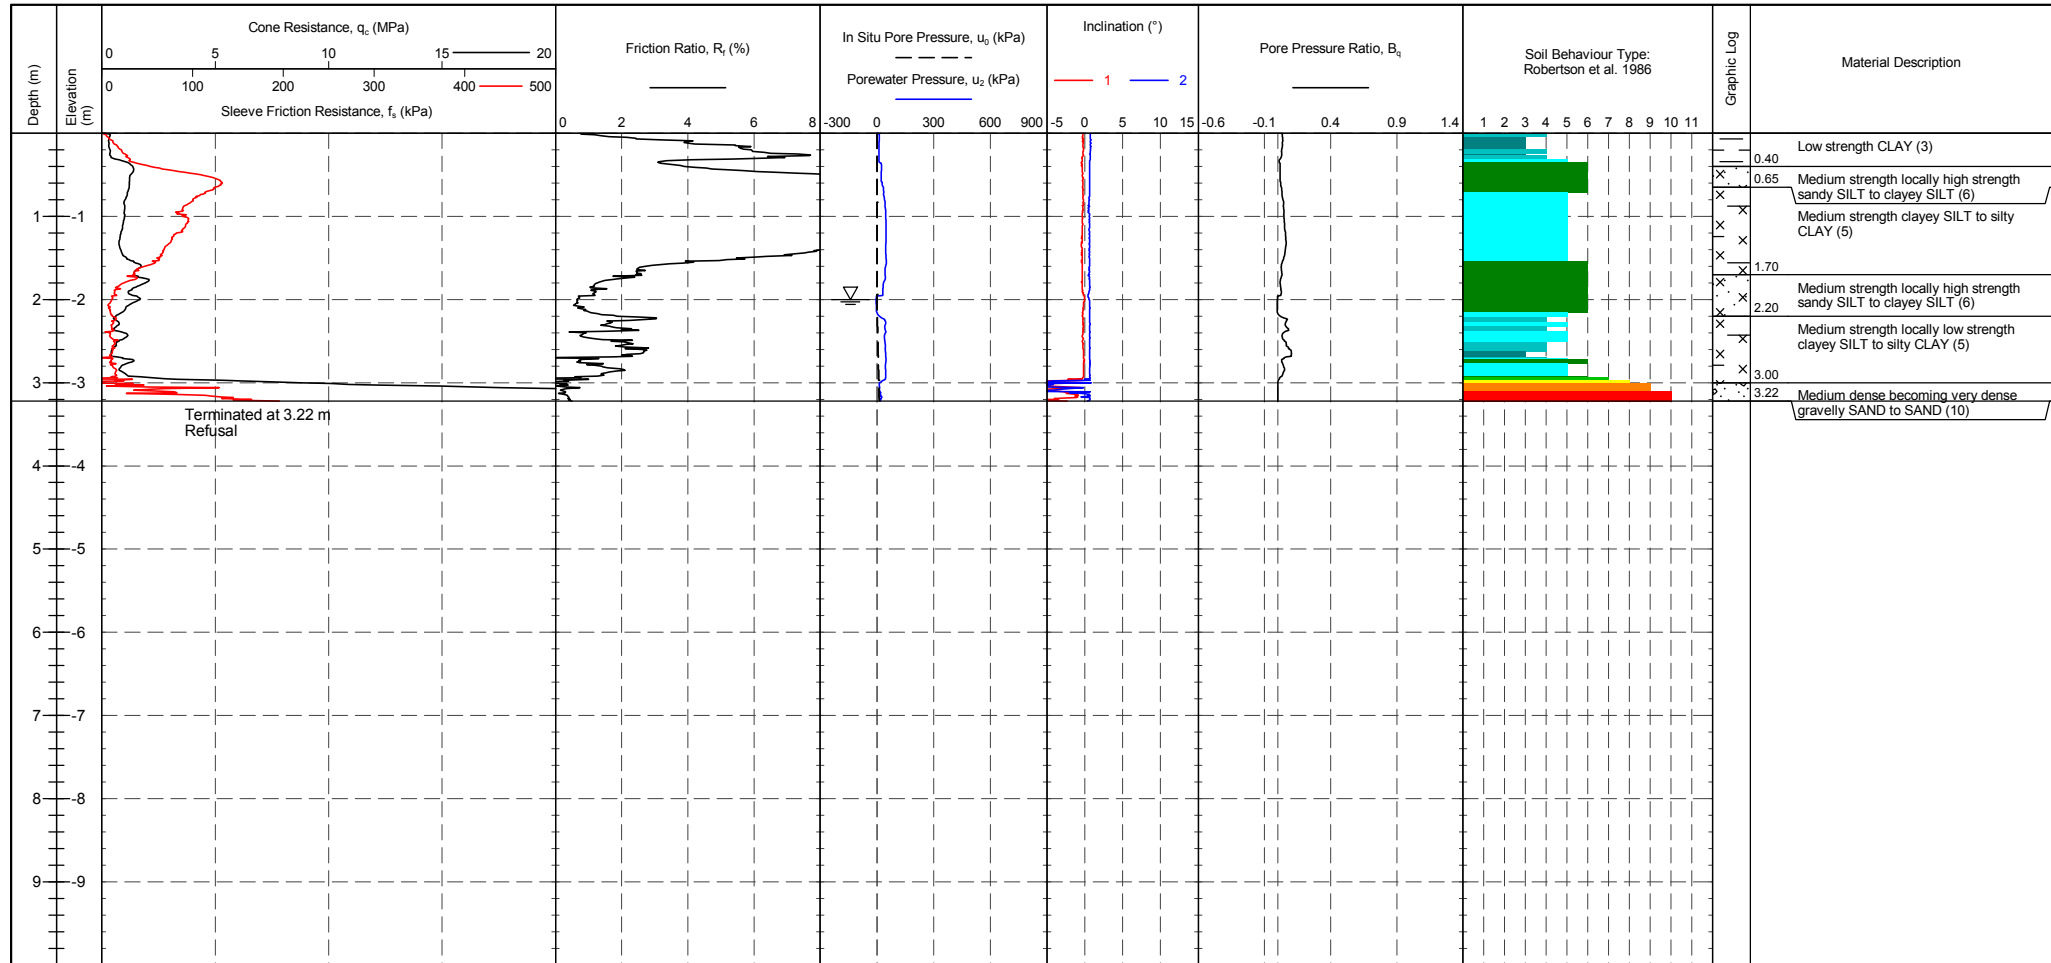 Depth (m)
Elevation
(m)
Cone Resistance, qc (MPa)
0 5 10 15 20
0 100 200 300 400 500
Sleeve Friction Resistance, fs (kPa)
Friction Ratio, Rf (%)
0 2 4 6 8
In Situ Pore Pressure, u0 (kPa)
Porewater Pressure, u2 (kPa)
-300 0 300 600 900
Inclination (°)
1 2
-5 0 5 10 15
Pore Pressure Ratio, Bq
-0.6 -0.1 0.4 0.9 1.4
Soil Behaviour Type:
Robertson et al. 1986
1 2 3 4 5 6 7 8 9 10 11
Graphic Log
Material Description
Low strength CLAY (3)
0.40
0.65
Medium strength locally high strength
sandy SILT to clayey SILT (6)
1 -1
Medium strength clayey SILT to silty
CLAY (5)
1.70
Medium strength locally high strength
sandy SILT to clayey SILT (6)
2 -2
2.20
Medium strength locally low strength
clayey SILT to silty CLAY (5)
3 -3
3.00
3.22
Medium dense becoming very dense
gravelly SAND to SAND (10)
Terminated at 3.22 m
Refusal
4 -4
5 -5
6 -6
7 -7
8 -8
9 -9